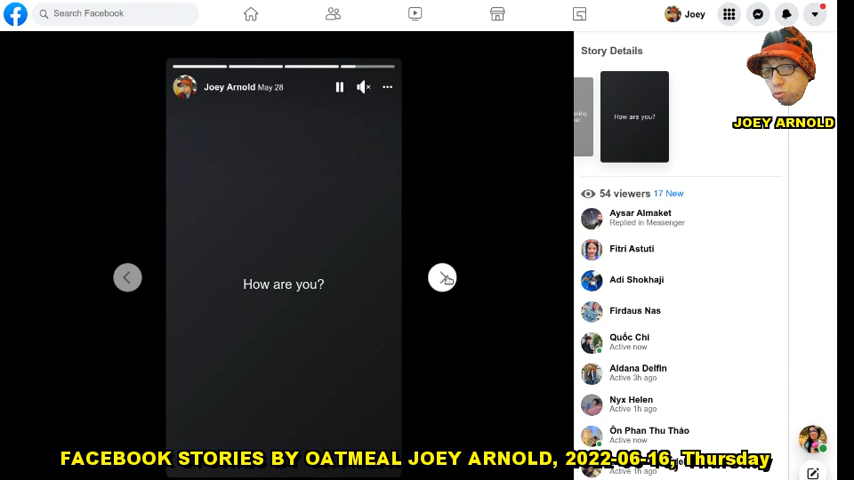 Search Facebook
Joey
Joey Arnold May 28
How are you?
Story Details
How are you?
JOEY ARNOLD
54 viewers 17 New
Aysar Almaket
Replied in Messenger
Fitri Astuti
Adi Shokhaji
Firdaus Nas
Quốc Chí
Active now
Aldana Delfin
Active 3h ago
Nyx Helen
Active 1h ago
Ôn Phan Thu Thảo
Active now
FACEBOOK STORIES BY OATMEAL JOEY ARNOLD, 2022-06-16, Thursday